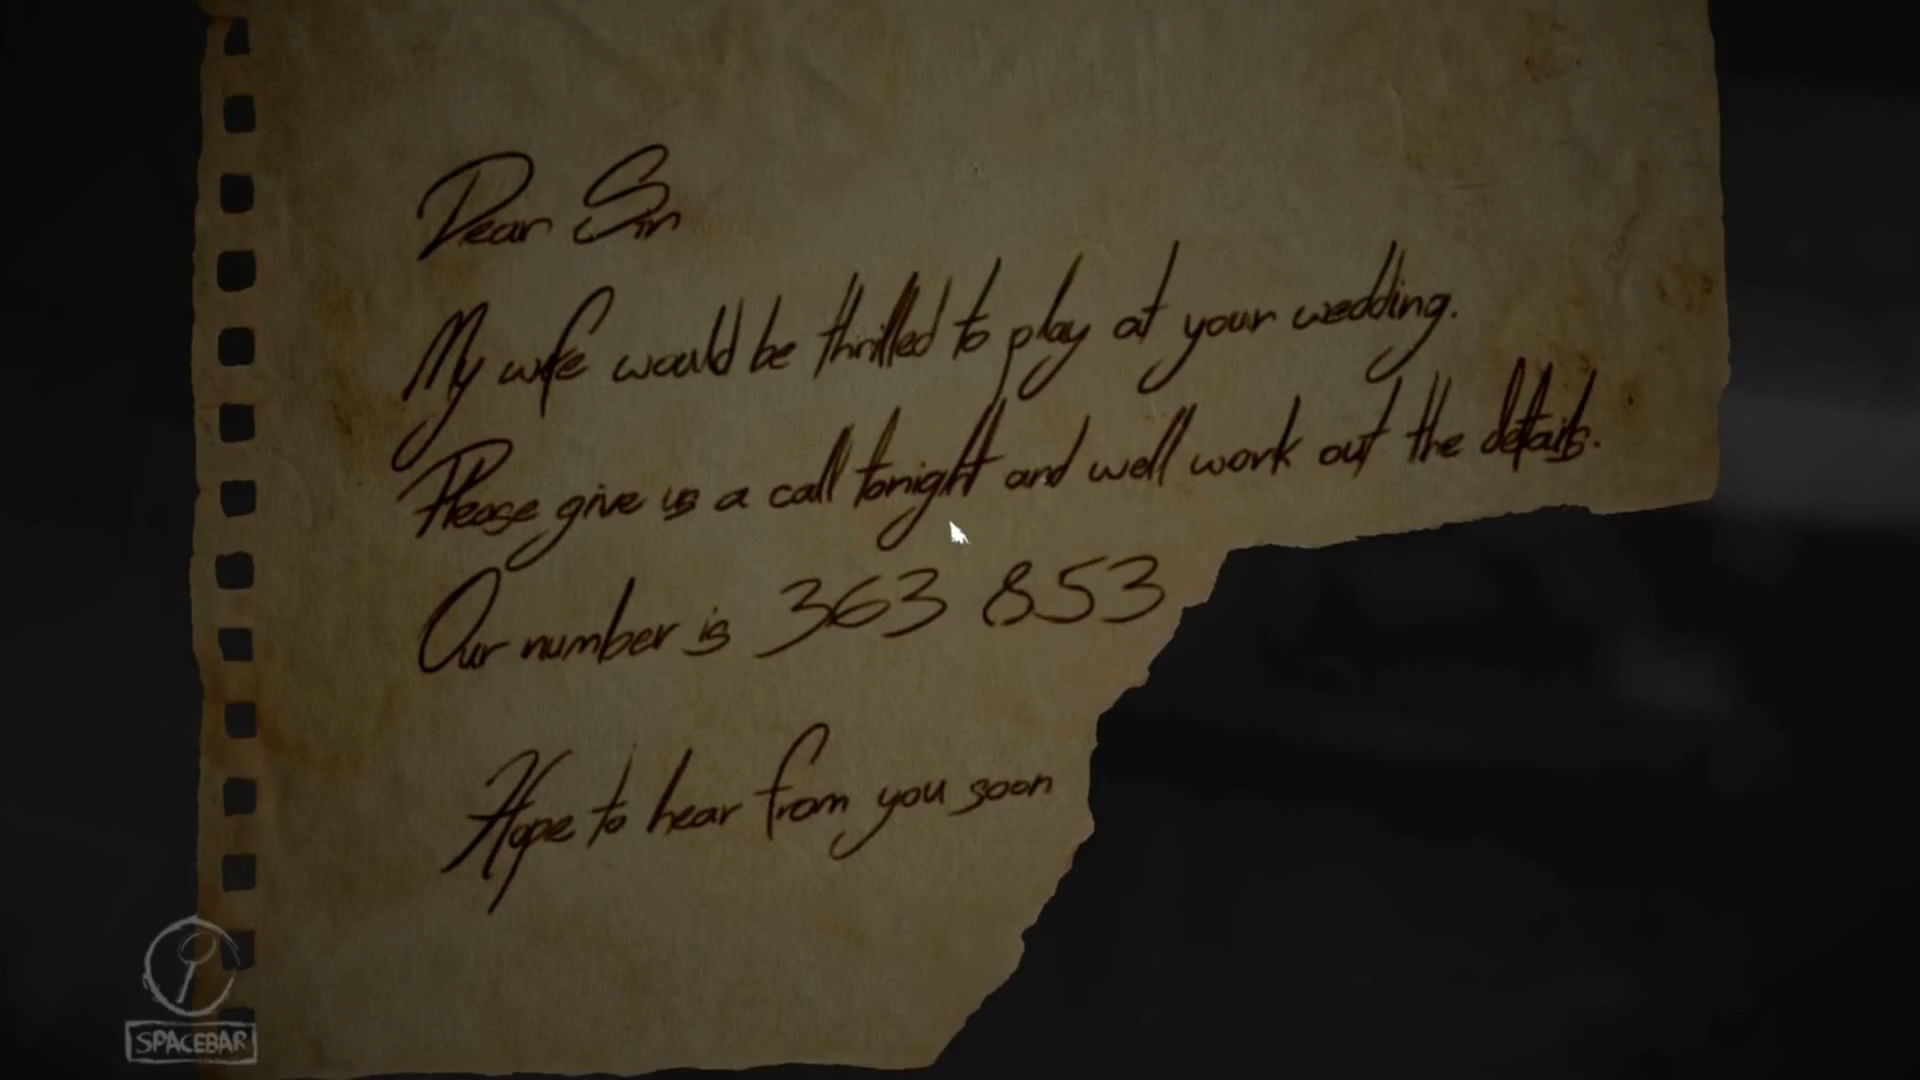 Dear Sir
My wife would be thrilled to play at your wedding.
Please give us a call tonight and well work out the details.
Our number is 363 853
Hope to hear from you soon
SPACEBAR